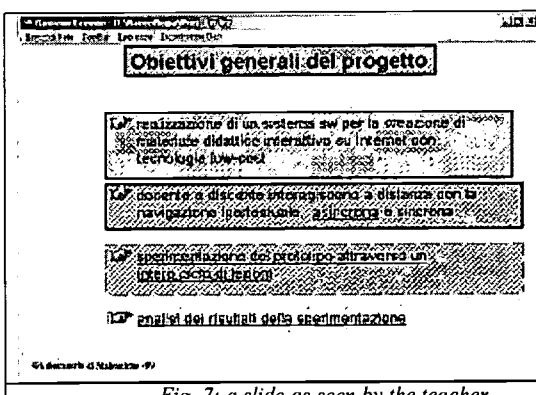 Obiettivi generali del progetto
realizzazione di un sistema sw per la creazione di
materiale didattico interattivo su Internet con
tecnologia low-cost
docente e discente interagiscono a distanza con la
navigazione ipertestuale, asincrona e sincrona
sperimentazione del prototipo attraverso un
intero ciclo di lezioni
analisi dei risultati della sperimentazione
Fig. 7: a slide as seen by the teacher